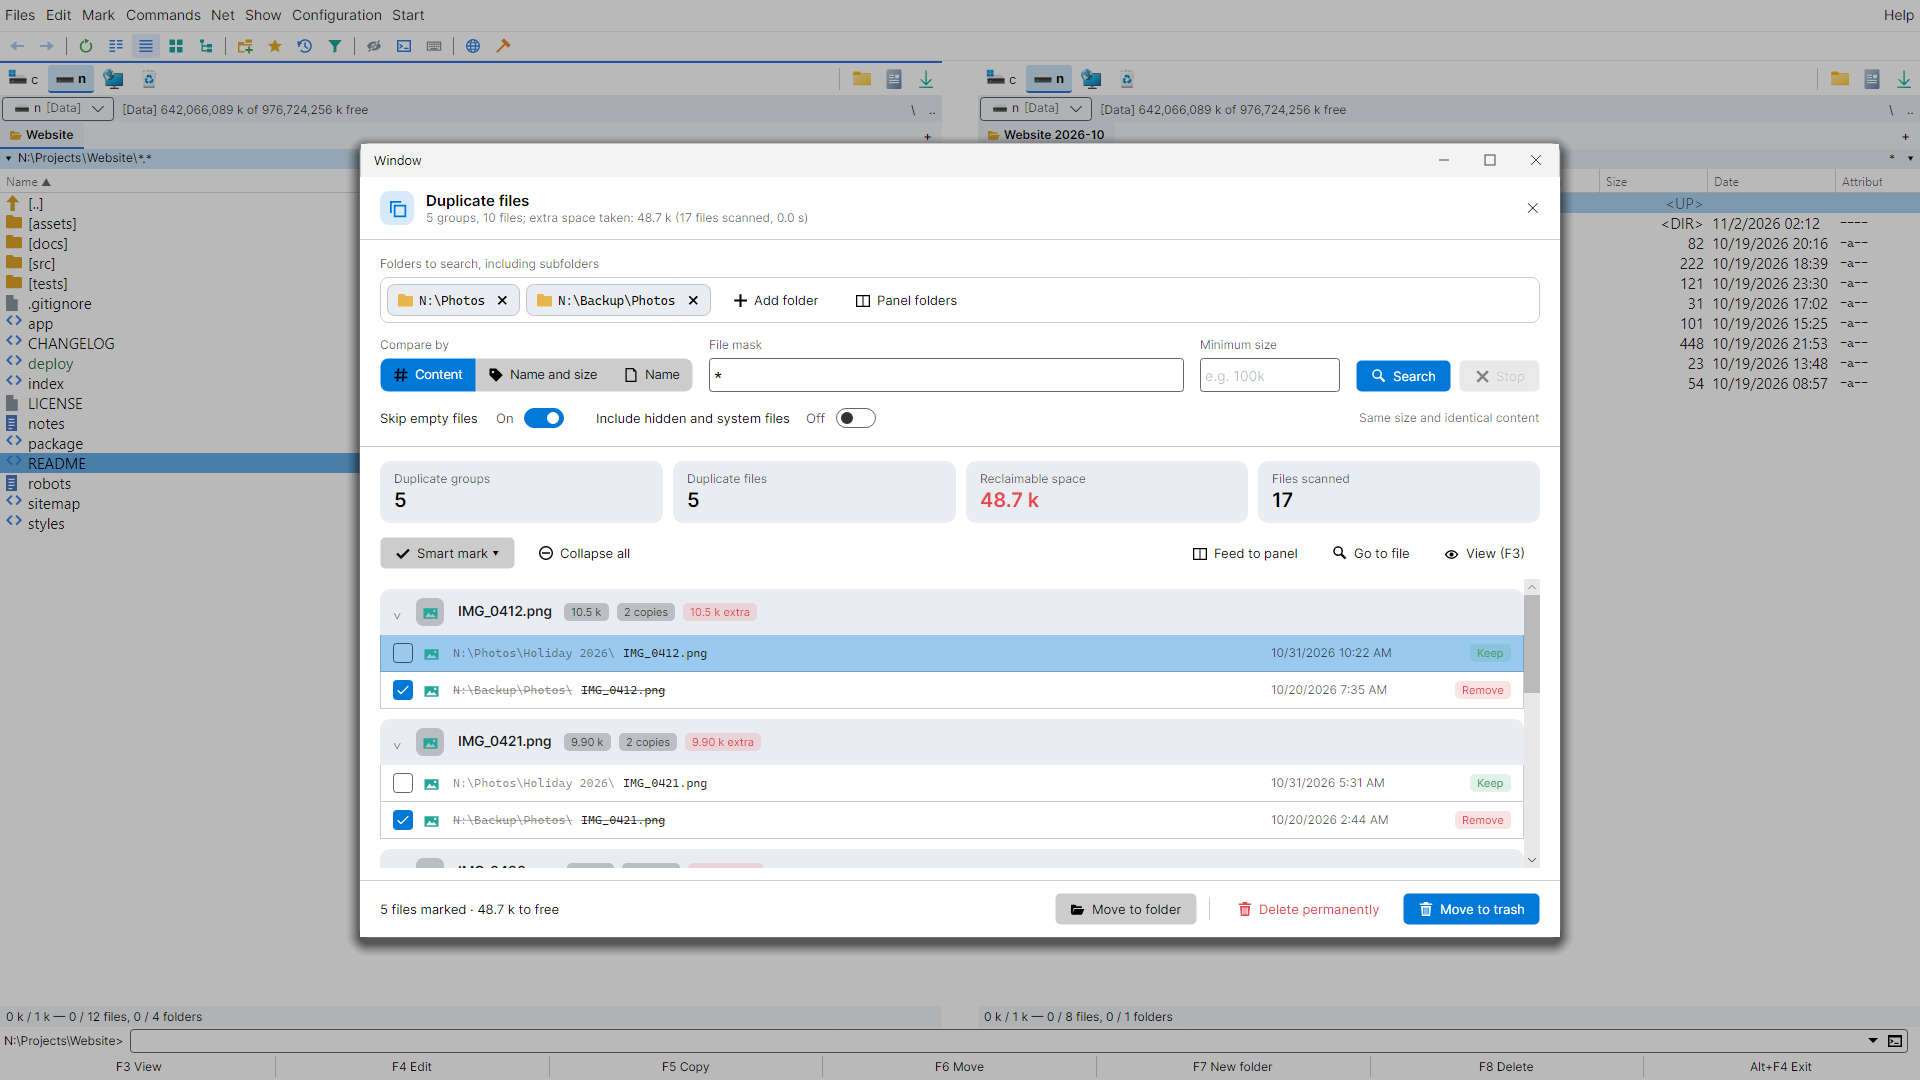 Files Edit Mark Commands Net Show Configuration Start Help
c n
c n
n [Data] [Data] 642,066,089 k of 976,724,256 k free \ ..
n [Data] [Data] 642,066,089 k of 976,724,256 k free \ ..
Website +
Website 2026-10 +
N:\Projects\Website\*.*
* 
Name
Size Date Attribut
[..]
[assets]
[docs]
[src]
[tests]
.gitignore
app
CHANGELOG
deploy
index
LICENSE
notes
package
README
robots
sitemap
styles
<UP>
<DIR> 11/2/2026 02:12 ----
82 10/19/2026 20:16 -a--
222 10/19/2026 18:39 -a--
121 10/19/2026 23:30 -a--
31 10/19/2026 17:02 -a--
101 10/19/2026 15:25 -a--
448 10/19/2026 21:53 -a--
23 10/19/2026 13:48 -a--
54 10/19/2026 08:57 -a--
Window
Duplicate files
5 groups, 10 files; extra space taken: 48.7 k (17 files scanned, 0.0 s)
Folders to search, including subfolders
N:\Photos N:\Backup\Photos Add folder Panel folders
Compare by File mask Minimum size
Content Name and size Name * e.g. 100k Search Stop
Skip empty files On Include hidden and system files Off Same size and identical content
Duplicate groups Duplicate files Reclaimable space Files scanned
5 5 48.7 k 17
Smart mark Collapse all Feed to panel Go to file View (F3)
IMG_0412.png 10.5 k 2 copies 10.5 k extra
N:\Photos\Holiday 2026\ IMG_0412.png 10/31/2026 10:22 AM Keep
N:\Backup\Photos\ IMG_0412.png 10/20/2026 7:35 AM Remove
IMG_0421.png 9.90 k 2 copies 9.90 k extra
N:\Photos\Holiday 2026\ IMG_0421.png 10/31/2026 5:31 AM Keep
N:\Backup\Photos\ IMG_0421.png 10/20/2026 2:44 AM Remove
5 files marked · 48.7 k to free Move to folder Delete permanently Move to trash
0 k / 1 k — 0 / 12 files, 0 / 4 folders
0 k / 1 k — 0 / 8 files, 0 / 1 folders
N:\Projects\Website>
F3 View F4 Edit F5 Copy F6 Move F7 New folder F8 Delete Alt+F4 Exit